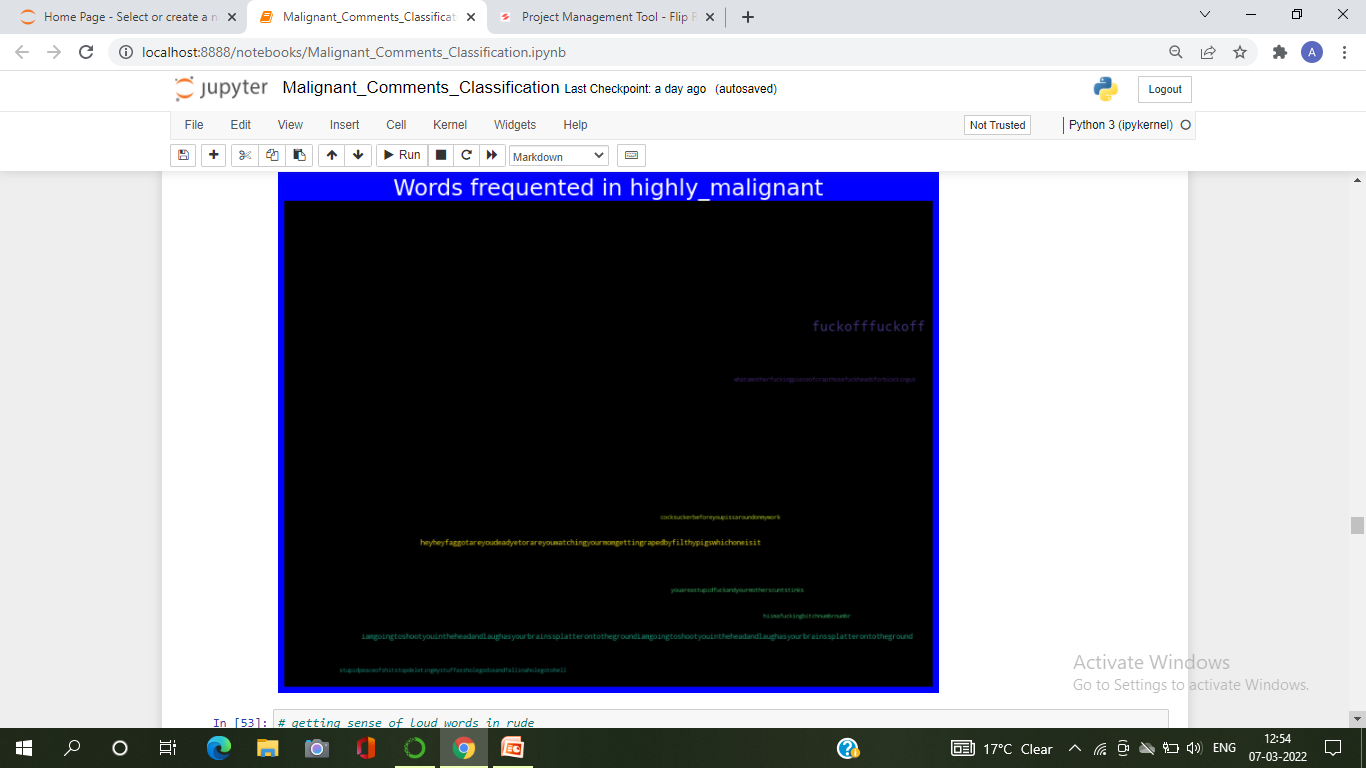 Home Page - Select or create a n
Malignant_Comments_Classificat
Project Management Tool - Flip R
localhost:8888/notebooks/Malignant_Comments_Classification.ipynb
A
jupyter Malignant_Comments_Classification Last Checkpoint: a day ago (autosaved)
Logout
File Edit View Insert Cell Kernel Widgets Help
Not Trusted
Python 3 (ipykernel)
Run
Markdown
Words frequented in highly_malignant
fuckofffuckoff
cocksuckerbeforeyoupissaroundonmywork
heyheyfaggotareyoudeadyetorareyouwatchingyourmomgettingrapedbyfilthypigswhichoneisit
youareastupidfuckandyourmotherscuntstinks
iamgoingtoshootyouintheheadandlaughasyourbrainssplatterontothegroundiamgoingtoshootyouintheheadandlaughasyourbrainssplatterontotheground
Activate Windows
Go to Settings to activate Windows.
In [53]: # getting sense of loud words in rude
17°C Clear
ENG
12:54
07-03-2022